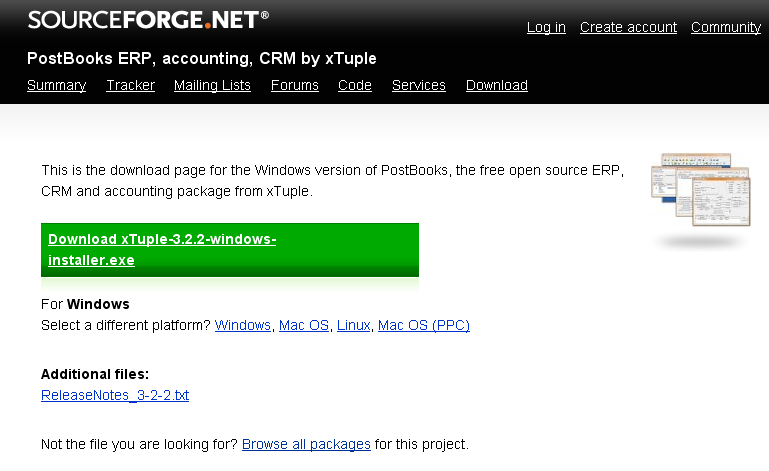 SOURCEFORGE.NET®
Log in Create account Community
PostBooks ERP, accounting, CRM by xTuple
Summary Tracker Mailing Lists Forums Code Services Download
This is the download page for the Windows version of PostBooks, the free open source ERP,
CRM and accounting package from xTuple.
Download xTuple-3.2.2-windows-
installer.exe
For Windows
Select a different platform? Windows, Mac OS, Linux, Mac OS (PPC)
Additional files:
ReleaseNotes_3-2-2.txt
Not the file you are looking for? Browse all packages for this project.